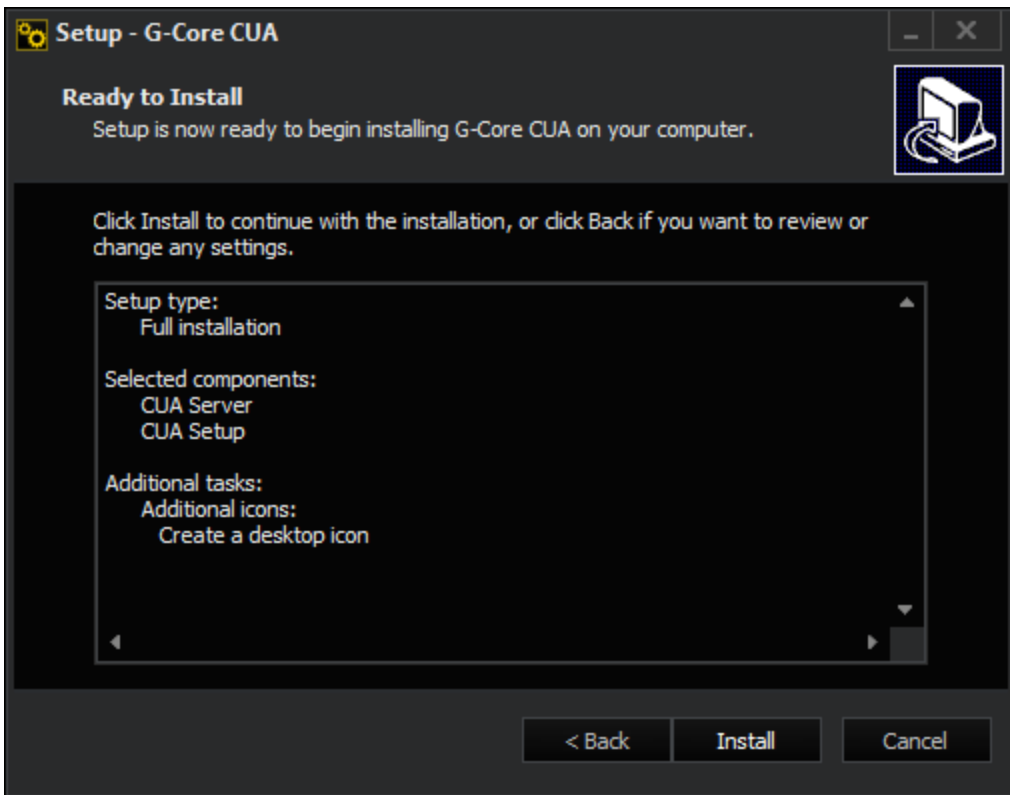 Setup - G-Core CUA
Ready to Install
Setup is now ready to begin installing G-Core CUA on your computer.
Click Install to continue with the installation, or click Back if you want to review or
change any settings.
Setup type:
Full installation
Selected components:
CUA Server
CUA Setup
Additional tasks:
Additional icons:
Create a desktop icon
< Back
Install
Cancel